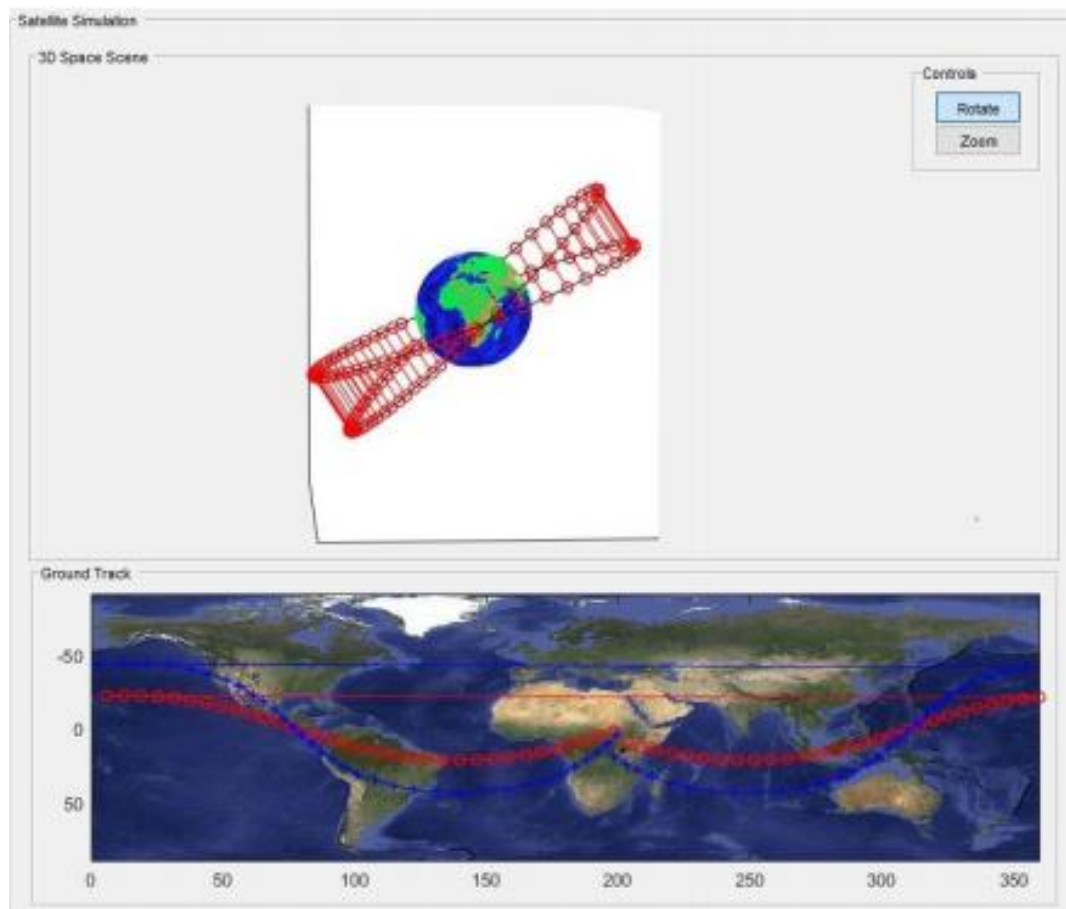 Satellite Simulation
3D Space Scene
Controls
Rotate
Zoom
Ground Track
-50
0
50
0 50 100 150 200 250 300 350